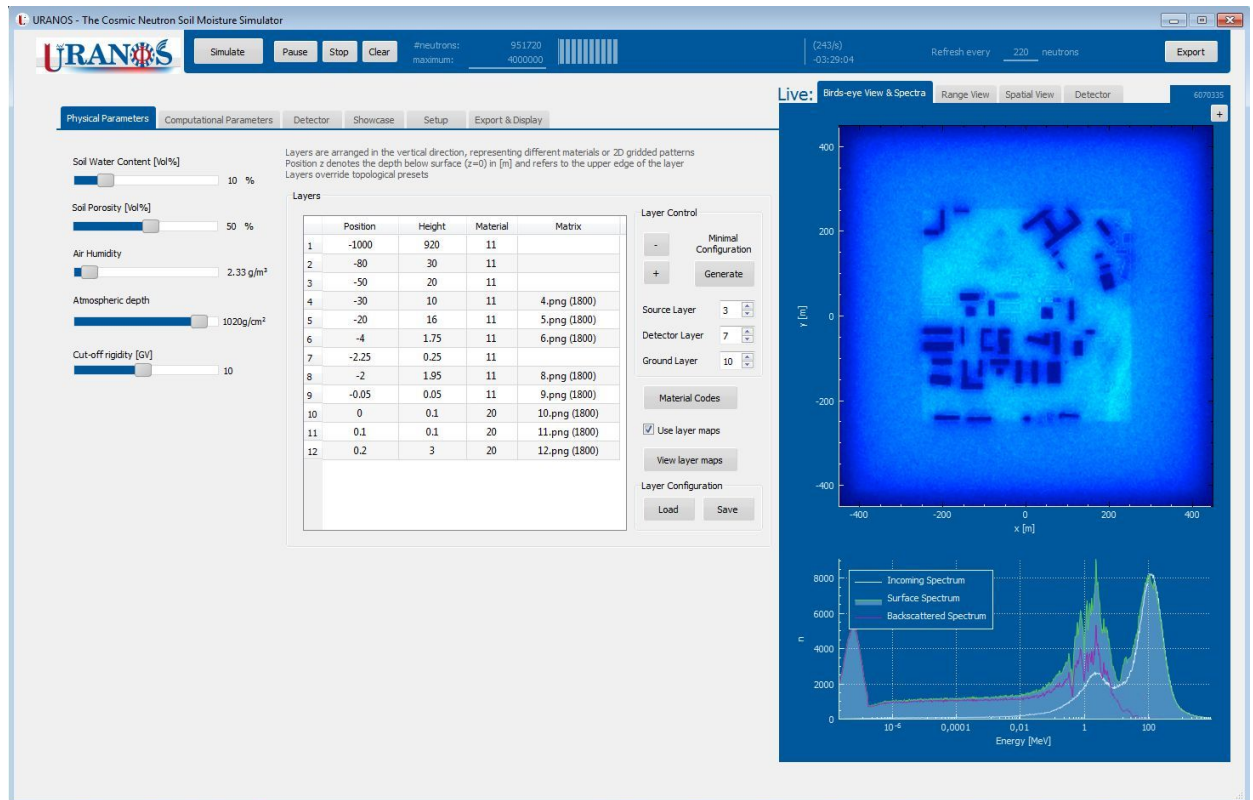 URANOS - The Cosmic Neutron Soil Moisture Simulator
URANOS
Simulate
Pause
Stop
Clear
#neutrons: 951720
maximum: 4000000
(243/s)
-03:29:04
Refresh every 220 neutrons
Export
Physical Parameters
Computational Parameters
Detector
Showcase
Setup
Export & Display
Soil Water Content [Vol%]
10 %
Soil Porosity [Vol%]
50 %
Air Humidity
2.33 g/m³
Atmospheric depth
1020g/cm²
Cut-off rigidity [GV]
10
Layers are arranged in the vertical direction, representing different materials or 2D gridded patterns
Position z denotes the depth below surface (z=0) in [m] and refers to the upper edge of the layer
Layers override topological presets
Layers
Position Height Material Matrix
1 -1000 920 11
2 -80 30 11
3 -50 20 11
4 -30 10 11 4.png (1800)
5 -20 16 11 5.png (1800)
6 -4 1.75 11 6.png (1800)
7 -2.25 0.25 11
8 -2 1.95 11 8.png (1800)
9 -0.05 0.05 11 9.png (1800)
10 0 0.1 20 10.png (1800)
11 0.1 0.1 20 11.png (1800)
12 0.2 3 20 12.png (1800)
Layer Control
-
Minimal
Configuration
+
Generate
Source Layer 3
Detector Layer 7
Ground Layer 10
Material Codes
Use layer maps
View layer maps
Layer Configuration
Load
Save
Live:
Birds-eye View & Spectra
Range View
Spatial View
Detector
6070335
+
400
200
0
-200
-400
y [m]
-400 -200 0 200 400
x [m]
8000
6000
4000
2000
0
n
Incoming Spectrum
Surface Spectrum
Backscattered Spectrum
10⁻⁶ 0,0001 0,01 1 100
Energy [MeV]